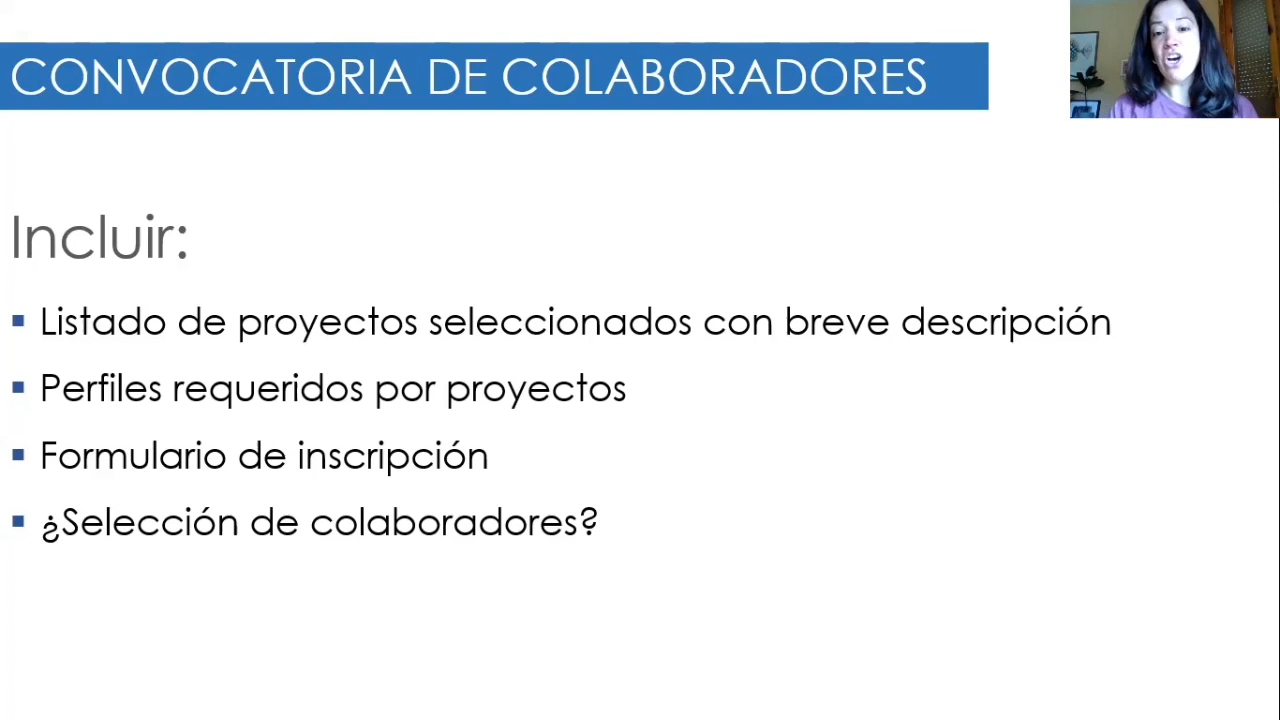 CONVOCATORIA DE COLABORADORES
Incluir:
Listado de proyectos seleccionados con breve descripción
Perfiles requeridos por proyectos
Formulario de inscripción
¿Selección de colaboradores?